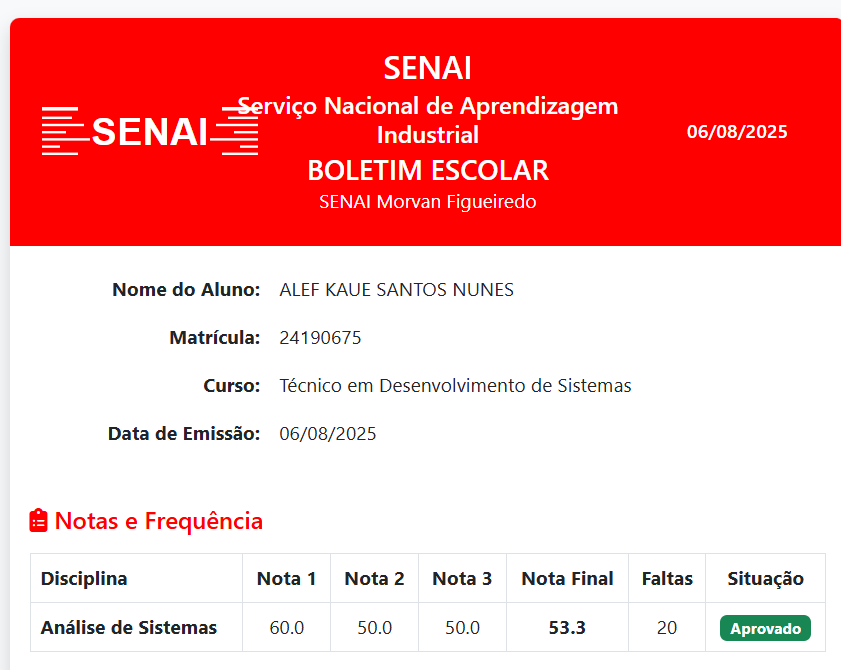 SENAI
SENAI
Serviço Nacional de Aprendizagem
Industrial
BOLETIM ESCOLAR
SENAI Morvan Figueiredo
06/08/2025
Nome do Aluno: ALEF KAUE SANTOS NUNES
Matrícula: 24190675
Curso: Técnico em Desenvolvimento de Sistemas
Data de Emissão: 06/08/2025
Notas e Frequência
Disciplina Nota 1 Nota 2 Nota 3 Nota Final Faltas Situação
Análise de Sistemas 60.0 50.0 50.0 53.3 20 Aprovado